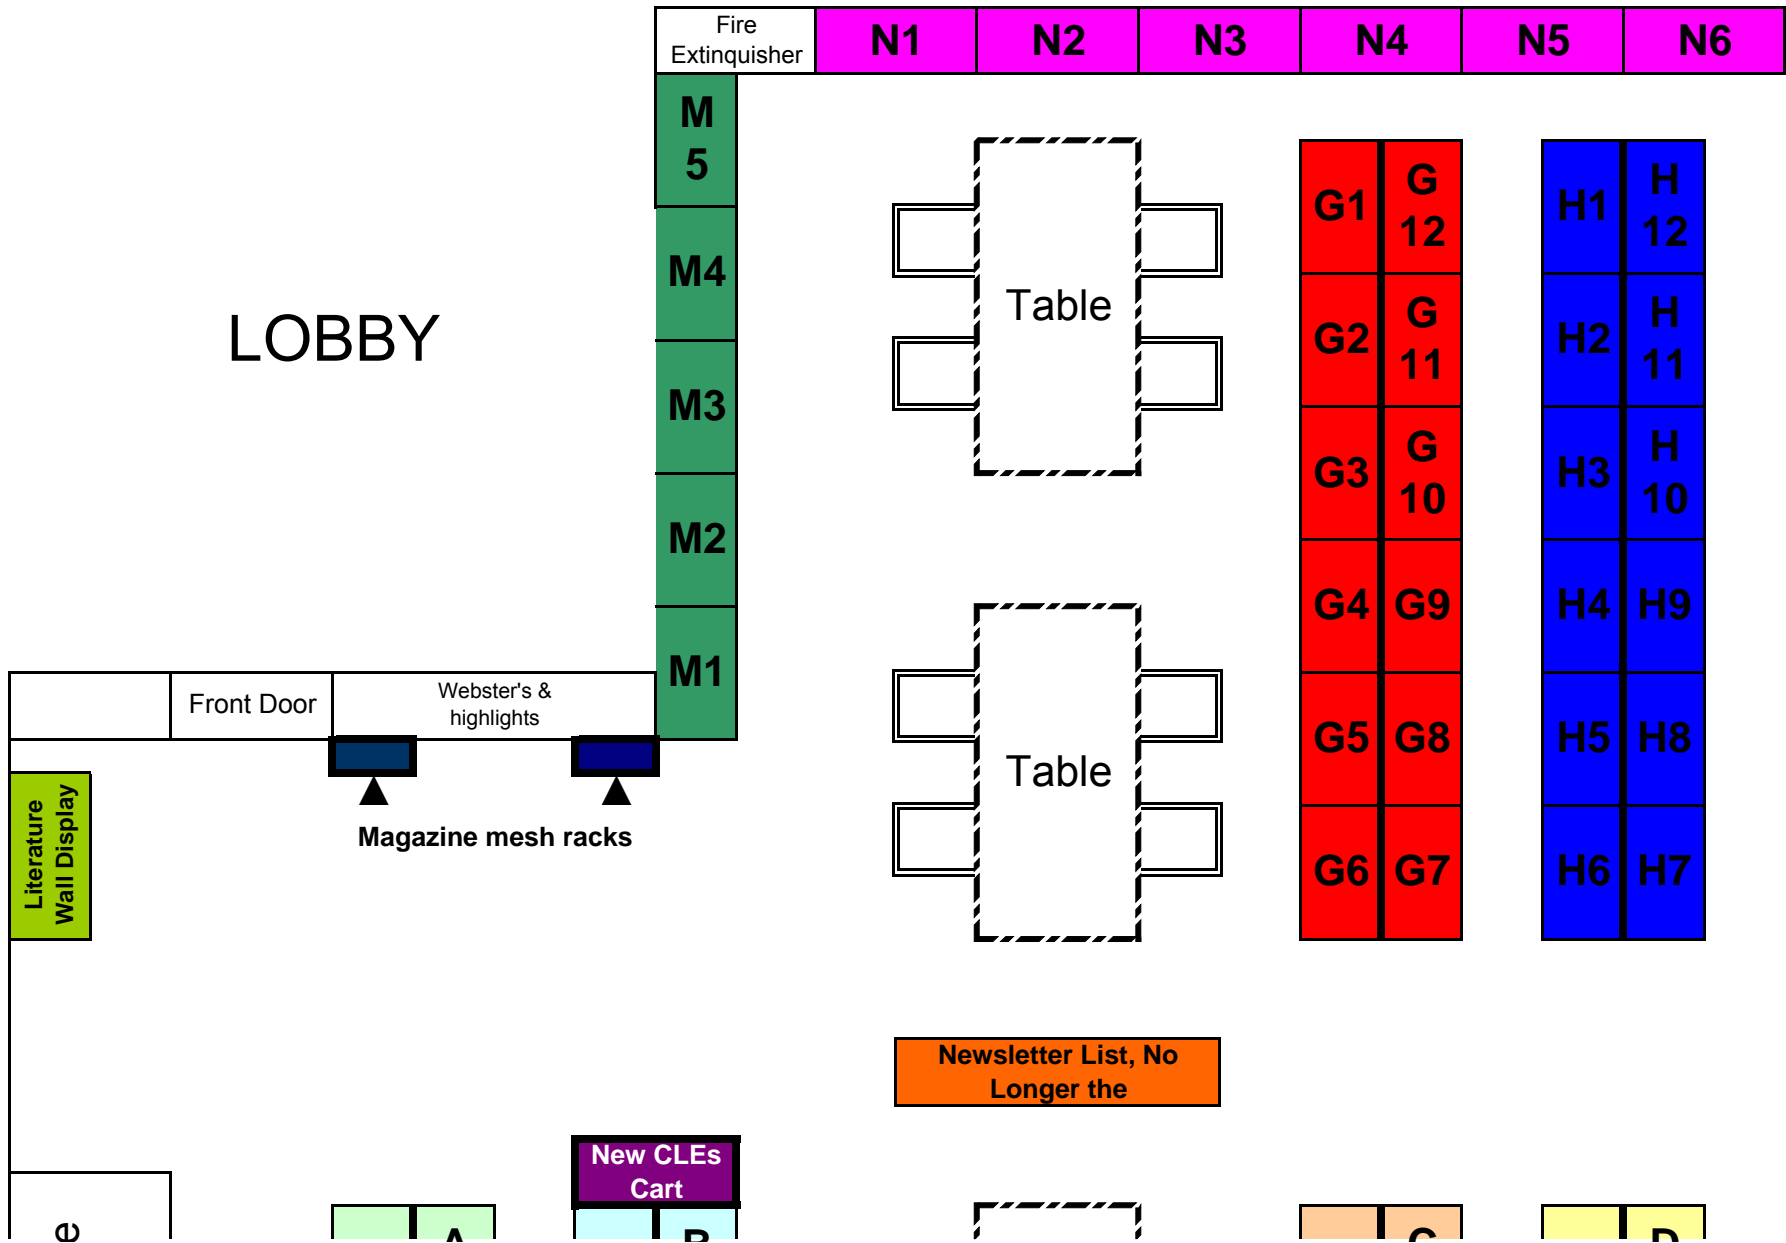 Fire
Extinquisher
N1
N2
N3
N4
N5
N6
M
5
M4
M3
M2
M1
LOBBY
Table
G1
G
12
G2
G
11
G3
G
10
G4
G9
G5
G8
G6
G7
H1
H
12
H2
H
11
H3
H
10
H4
H9
H5
H8
H6
H7
Front Door
Webster's &
highlights
Table
Magazine mesh racks
Literature
Wall Display
Newsletter List, No
Longer the
New CLEs
Cart
e
A
B
C
D